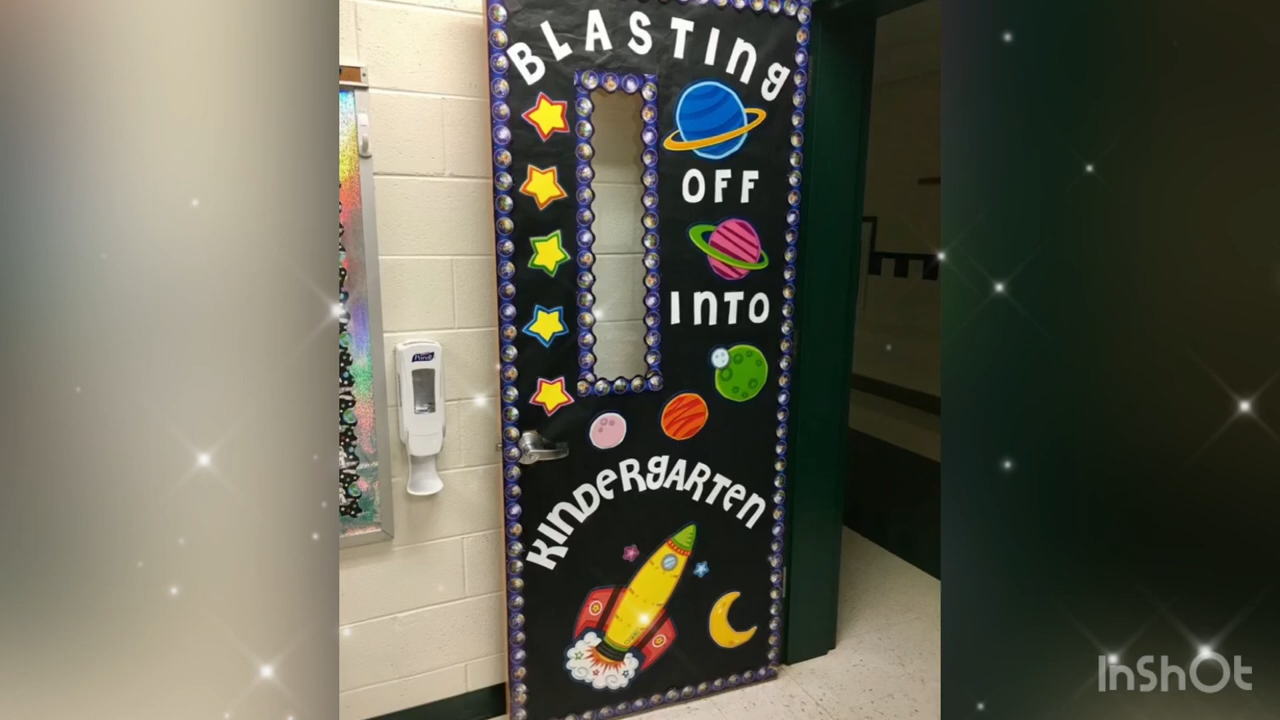 BLASTING
OFF
INTO
KINDERGARTEN
PURELL
InShOt